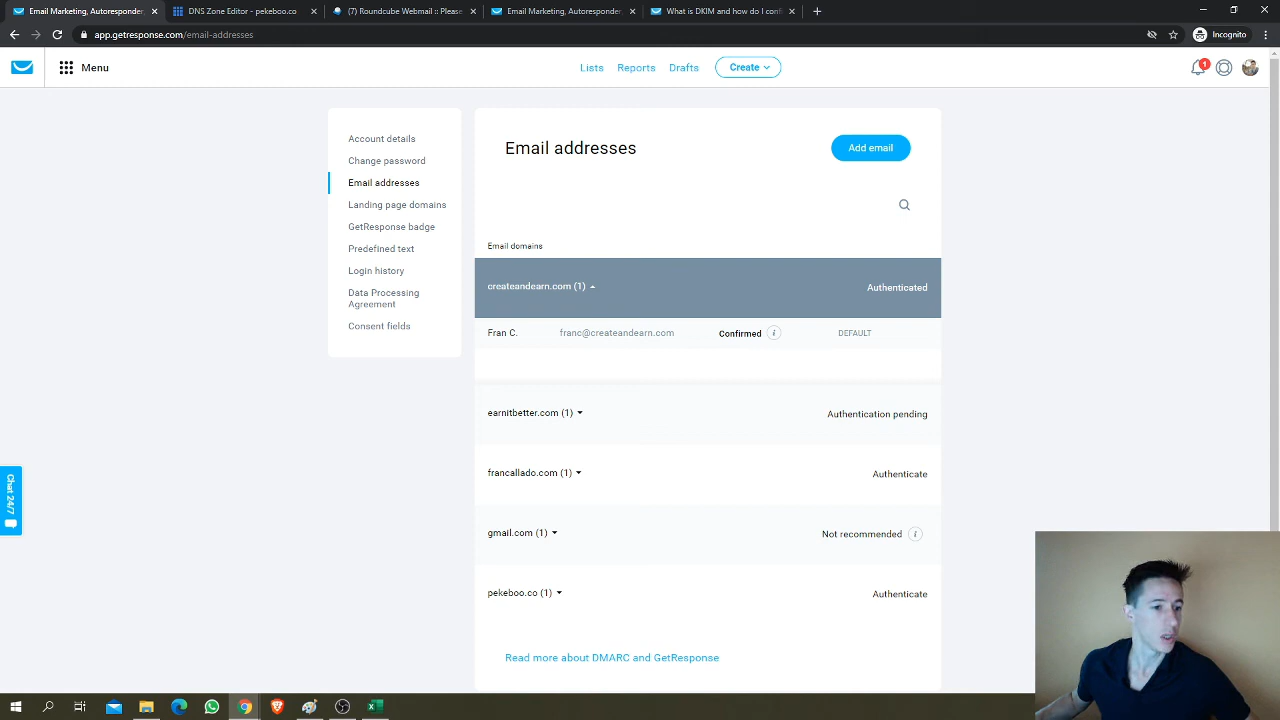 Email Marketing, Autoresponder
DNS Zone Editor - pekeboo.co
(7) Roundcube Webmail :: Please
Email Marketing, Autoresponder
What is DKIM and how do I confi
app.getresponse.com/email-addresses
Incognito
Menu
Lists
Reports
Drafts
Create
1
Account details
Change password
Email addresses
Landing page domains
GetResponse badge
Predefined text
Login history
Data Processing
Agreement
Consent fields
Email addresses
Add email
Email domains
createandearn.com (1)
Authenticated
Fran C.
franc@createandearn.com
Confirmed
i
DEFAULT
earnitbetter.com (1)
Authentication pending
francallado.com (1)
Authenticate
gmail.com (1)
Not recommended
i
pekeboo.co (1)
Authenticate
Read more about DMARC and GetResponse
Chat 24/7